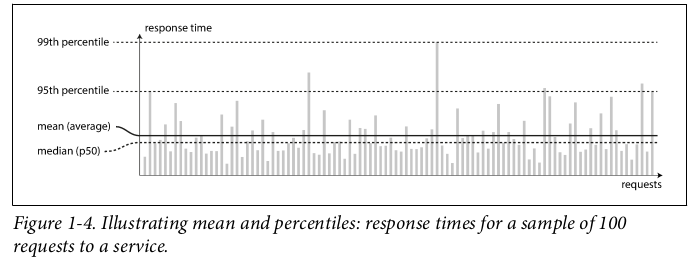 response time
99th percentile
95th percentile
mean (average)
median (p50)
requests
Figure 1-4. Illustrating mean and percentiles: response times for a sample of 100
requests to a service.